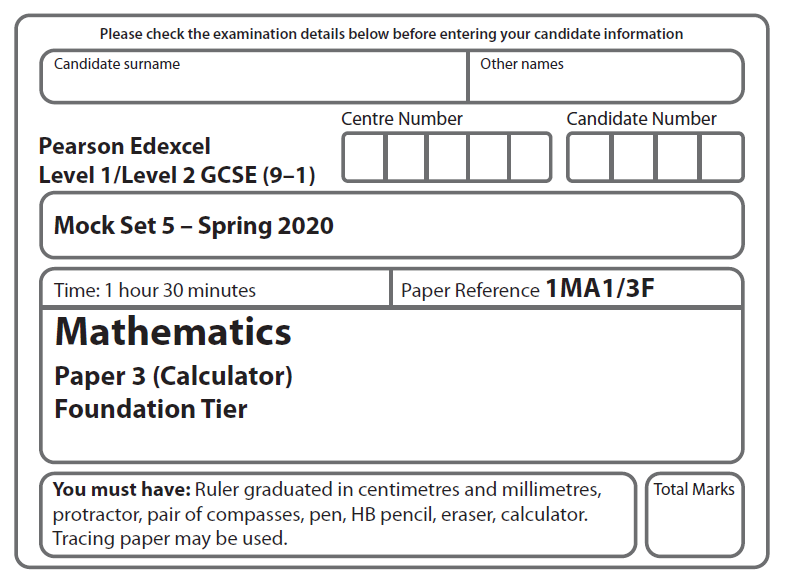 Please check the examination details below before entering your candidate information
Candidate surname
Other names
Centre Number
Candidate Number
Pearson Edexcel
Level 1/Level 2 GCSE (9–1)
Mock Set 5 – Spring 2020
Time: 1 hour 30 minutes
Paper Reference 1MA1/3F
Mathematics
Paper 3 (Calculator)
Foundation Tier
You must have: Ruler graduated in centimetres and millimetres,
protractor, pair of compasses, pen, HB pencil, eraser, calculator.
Tracing paper may be used.
Total Marks